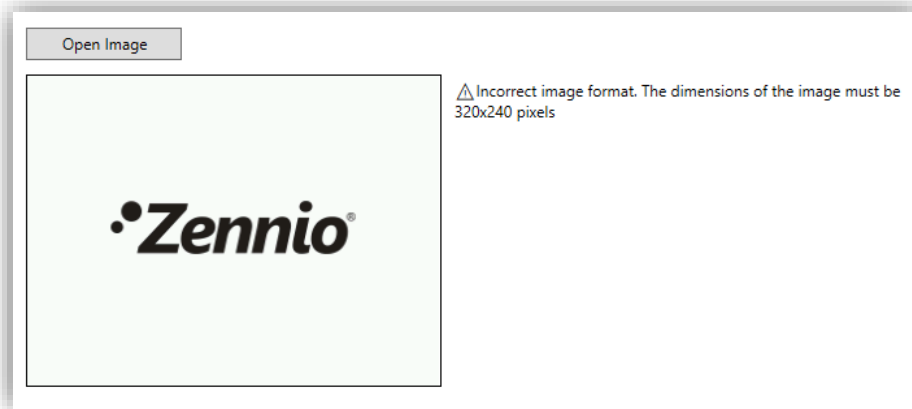 Open Image
⚠Incorrect image format. The dimensions of the image must be
320x240 pixels
Zennio®